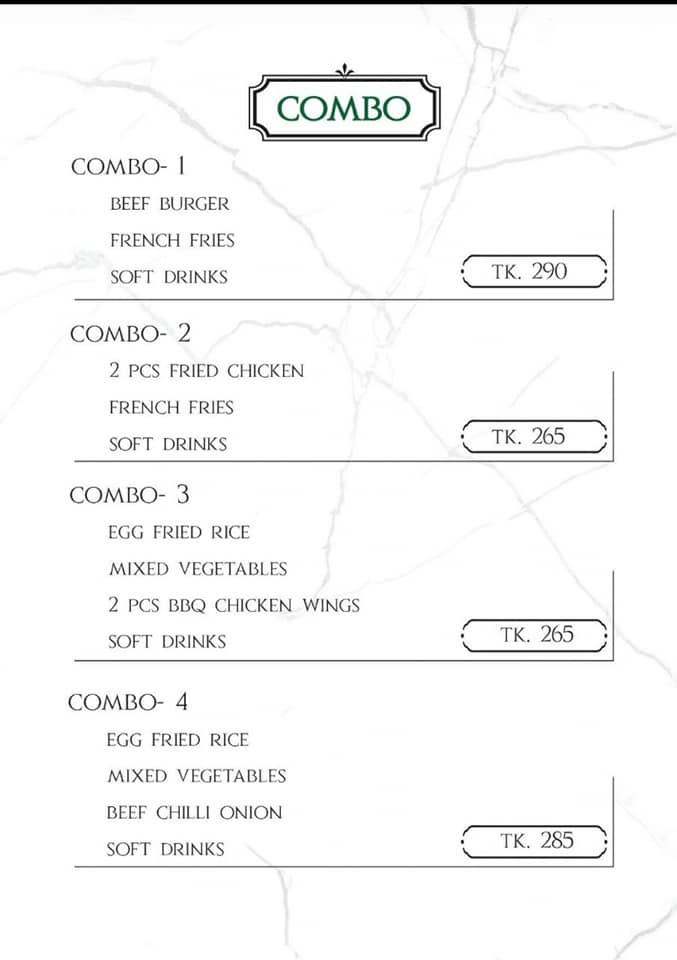 COMBO
COMBO- 1
BEEF BURGER
FRENCH FRIES
SOFT DRINKS
TK. 290
COMBO- 2
2 PCS FRIED CHICKEN
FRENCH FRIES
SOFT DRINKS
TK. 265
COMBO- 3
EGG FRIED RICE
MIXED VEGETABLES
2 PCS BBQ CHICKEN WINGS
SOFT DRINKS
TK. 265
COMBO- 4
EGG FRIED RICE
MIXED VEGETABLES
BEEF CHILLI ONION
SOFT DRINKS
TK. 285